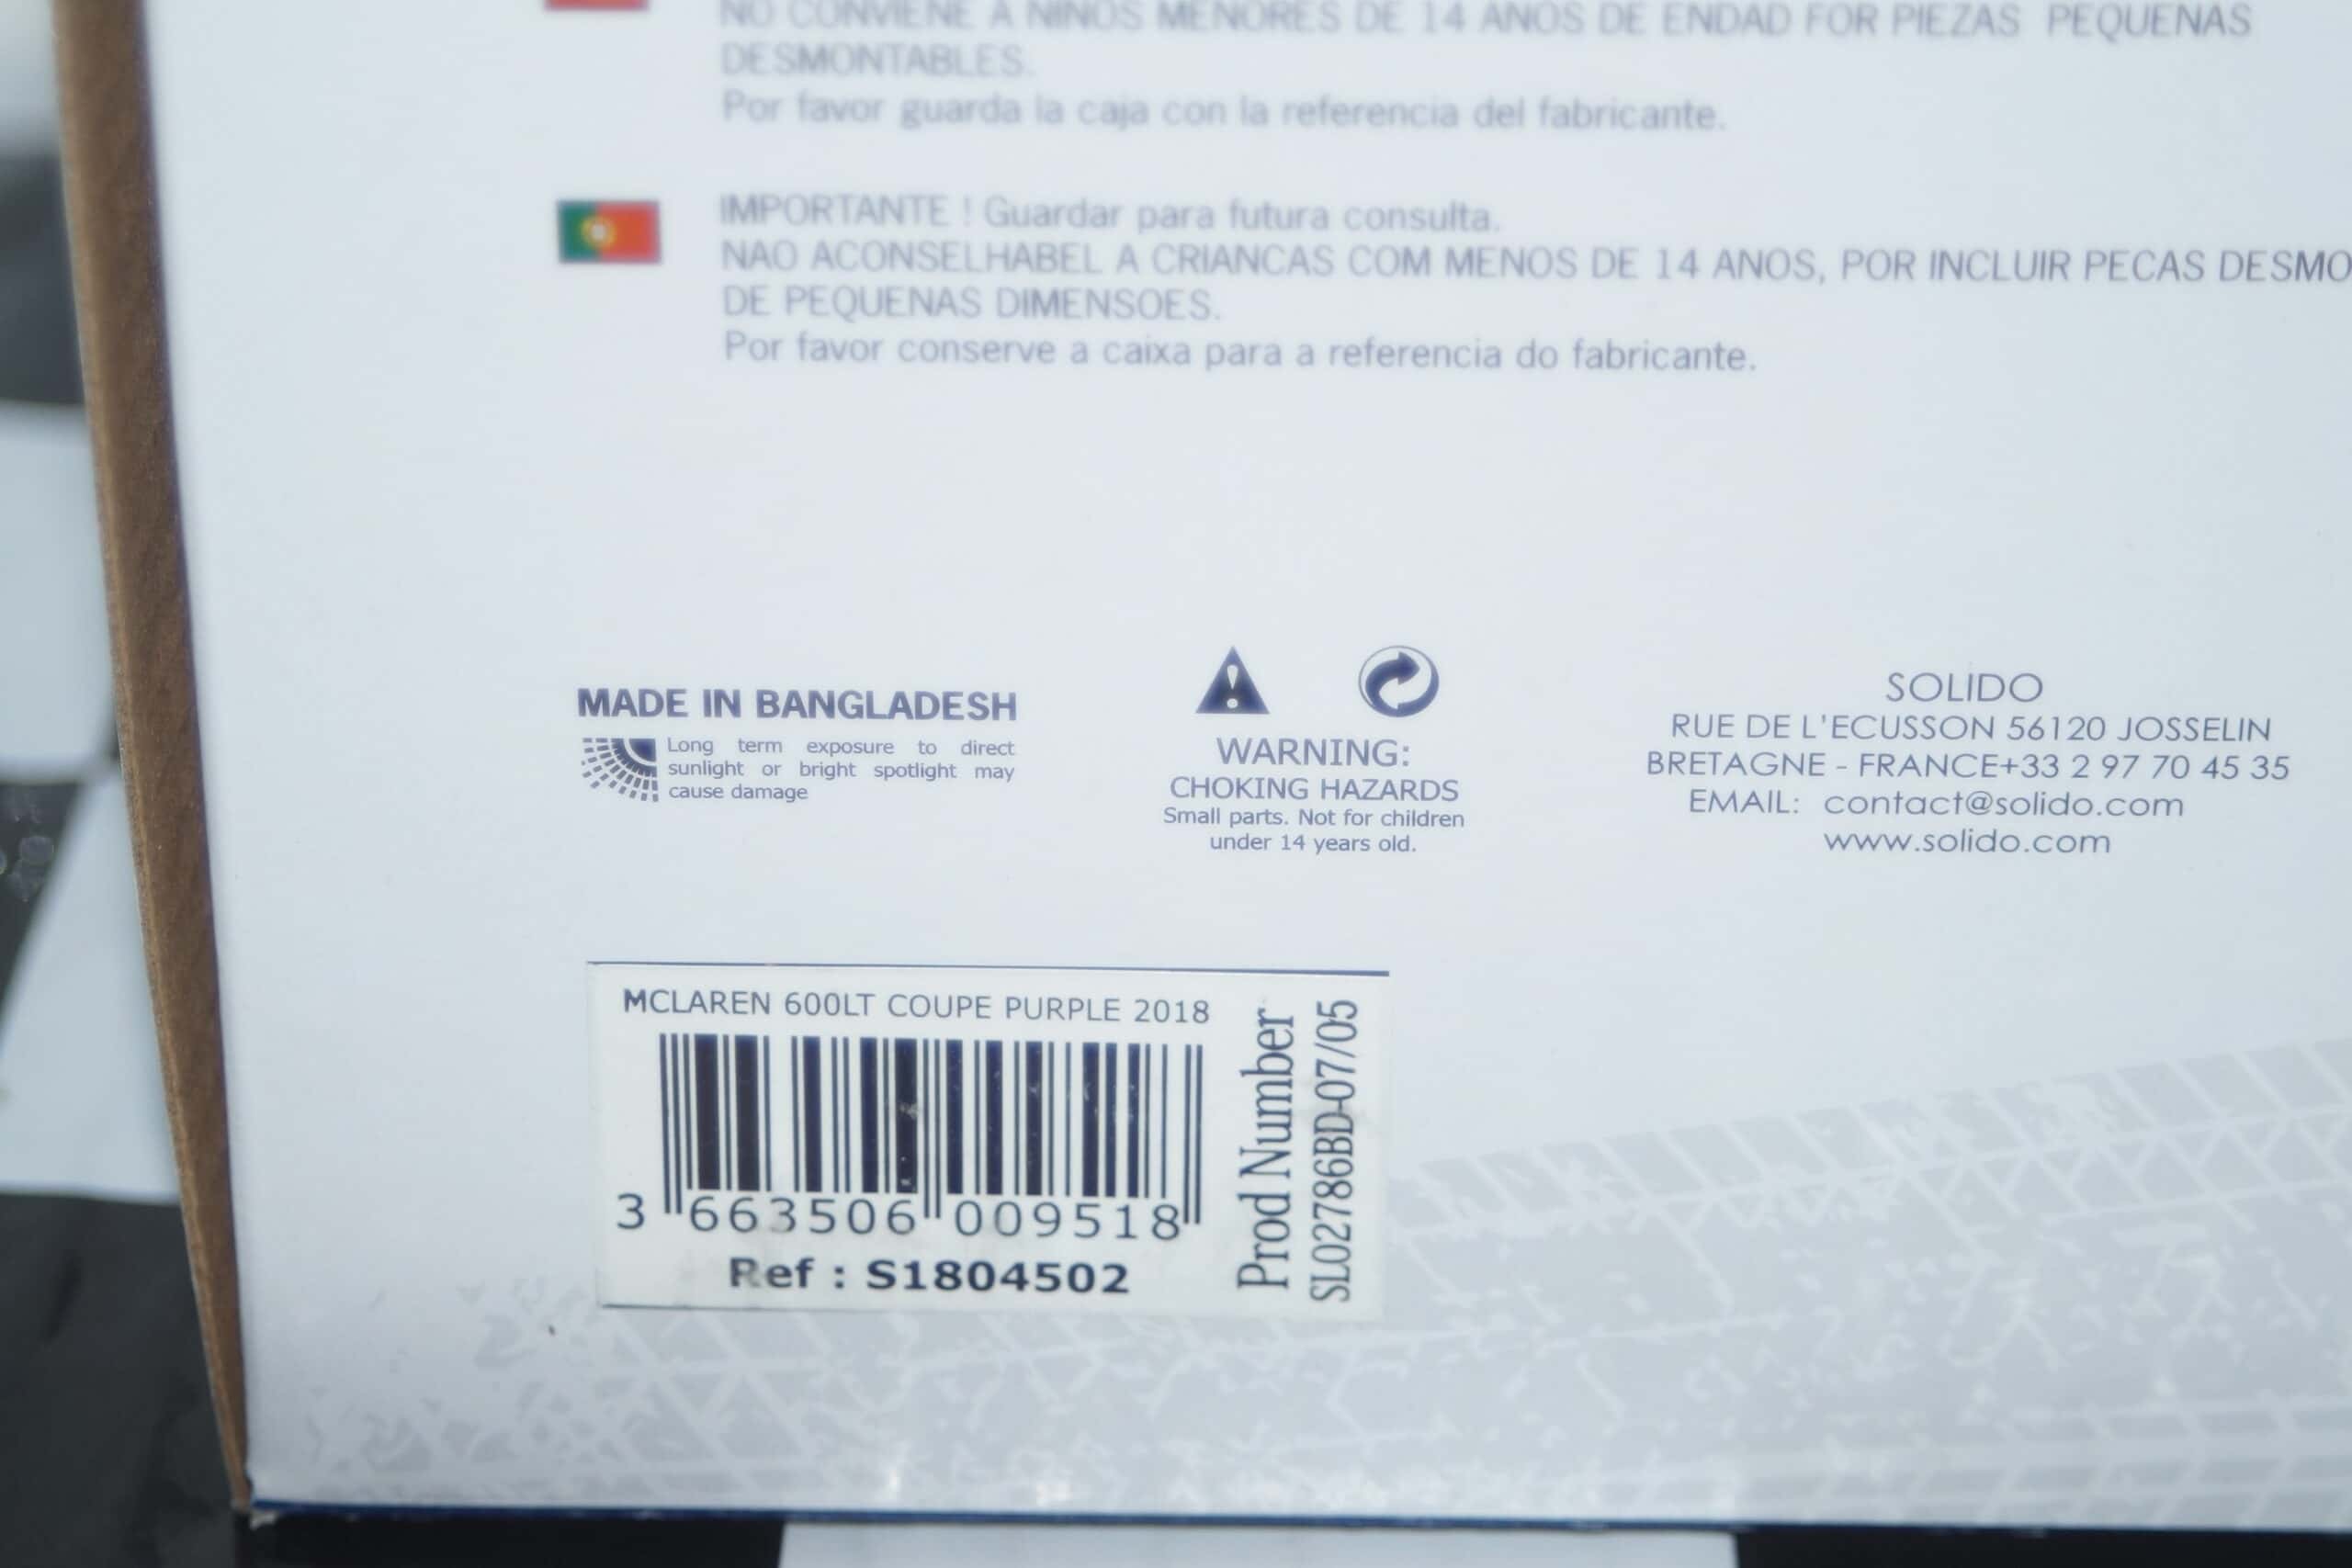 NO CONVIENE A NINOS MENORES DE 14 ANOS DE ENDAD FOR PIEZAS PEQUENAS
DESMONTABLES.
Por favor guarda la caja con la referencia del fabricante.
IMPORTANTE ! Guardar para futura consulta.
NAO ACONSELHABEL A CRIANCAS COM MENOS DE 14 ANOS, POR INCLUIR PECAS DESMO
DE PEQUENAS DIMENSOES.
Por favor conserve a caixa para a referencia do fabricante.
MADE IN BANGLADESH
Long term exposure to direct
sunlight or bright spotlight may
cause damage
WARNING:
CHOKING HAZARDS
Small parts. Not for children
under 14 years old.
SOLIDO
RUE DE L'ECUSSON 56120 JOSSELIN
BRETAGNE - FRANCE+33 2 97 70 45 35
EMAIL: contact@solido.com
www.solido.com
MCLAREN 600LT COUPE PURPLE 2018
3 663506 009518
Ref : S1804502
Prod Number
SL02786BD-07/05